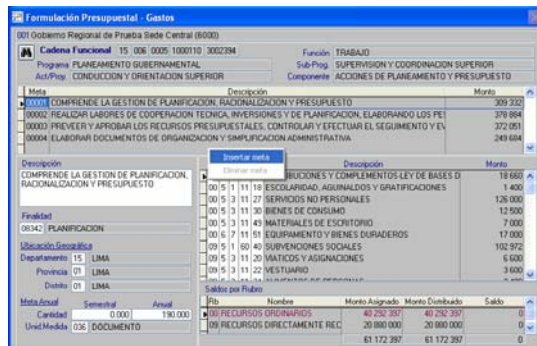 Formulación Presupuestal - Gastos
001 Gobierno Regional de Prueba Sede Central (6000)
Cadena Funcional 15 006 0005 1000110 3002394
Función TRABAJO
Programa PLANEAMIENTO GUBERNAMENTAL
Sub-Prog. SUPERVISION Y COORDINACION SUPERIOR
Act/Proy. CONDUCCION Y ORIENTACION SUPERIOR
Componente ACCIONES DE PLANEAMIENTO Y PRESUPUESTO
Meta Descripción Monto
00001 COMPRENDE LA GESTION DE PLANIFICACION, RACIONALIZACION Y PRESUPUESTO 309 332
00002 REALIZAR LABORES DE COOPERACION TECNICA, INVERSIONES Y DE PLANIFICACION, ELABORANDO LOS PE 378 884
00003 PREVEER Y APROBAR LOS RECURSOS PRESUPUESTALES, CONTROLAR Y EFECTUAR EL SEGUIMIENTO Y EV 372 051
00004 ELABORAR DOCUMENTOS DE ORGANIZACION Y SIMPLIFICACION ADMINISTRATIVA 249 684
Insertar meta
Eliminar meta
Descripción
COMPRENDE LA GESTION DE PLANIFICACION, RACIONALIZACION Y PRESUPUESTO
Finalidad
08342 PLANIFICACION
Ubicación Geográfica
Departamento 15 LIMA
Provincia 01 LIMA
Distrito 01 LIMA
Meta Anual Semestral Anual
Cantidad 0.000 190.000
Unid.Medida 036 DOCUMENTO
Descripción Monto
BUCIONES Y COMPLEMENTOS-LEY DE BASES D 18 660
00 5 1 11 18 ESCOLARIDAD, AGUINALDOS Y GRATIFICACIONES 1 400
00 5 3 11 27 SERVICIOS NO PERSONALES 126 000
00 5 3 11 30 BIENES DE CONSUMO 12 500
00 5 3 11 49 MATERIALES DE ESCRITORIO 7 000
00 6 7 11 51 EQUIPAMIENTO Y BIENES DURADEROS 17 000
09 5 1 60 40 SUBVENCIONES SOCIALES 102 972
09 5 3 11 20 VIATICOS Y ASIGNACIONES 6 600
09 5 3 11 22 VESTUARIO 3 600
Saldos por Rubro
Rb Nombre Monto Asignado Monto Distribuido Saldo
00 RECURSOS ORDINARIOS 40 292 397 40 292 397 0
09 RECURSOS DIRECTAMENTE REC 20 880 000 20 880 000 0
61 172 397 61 172 397 0